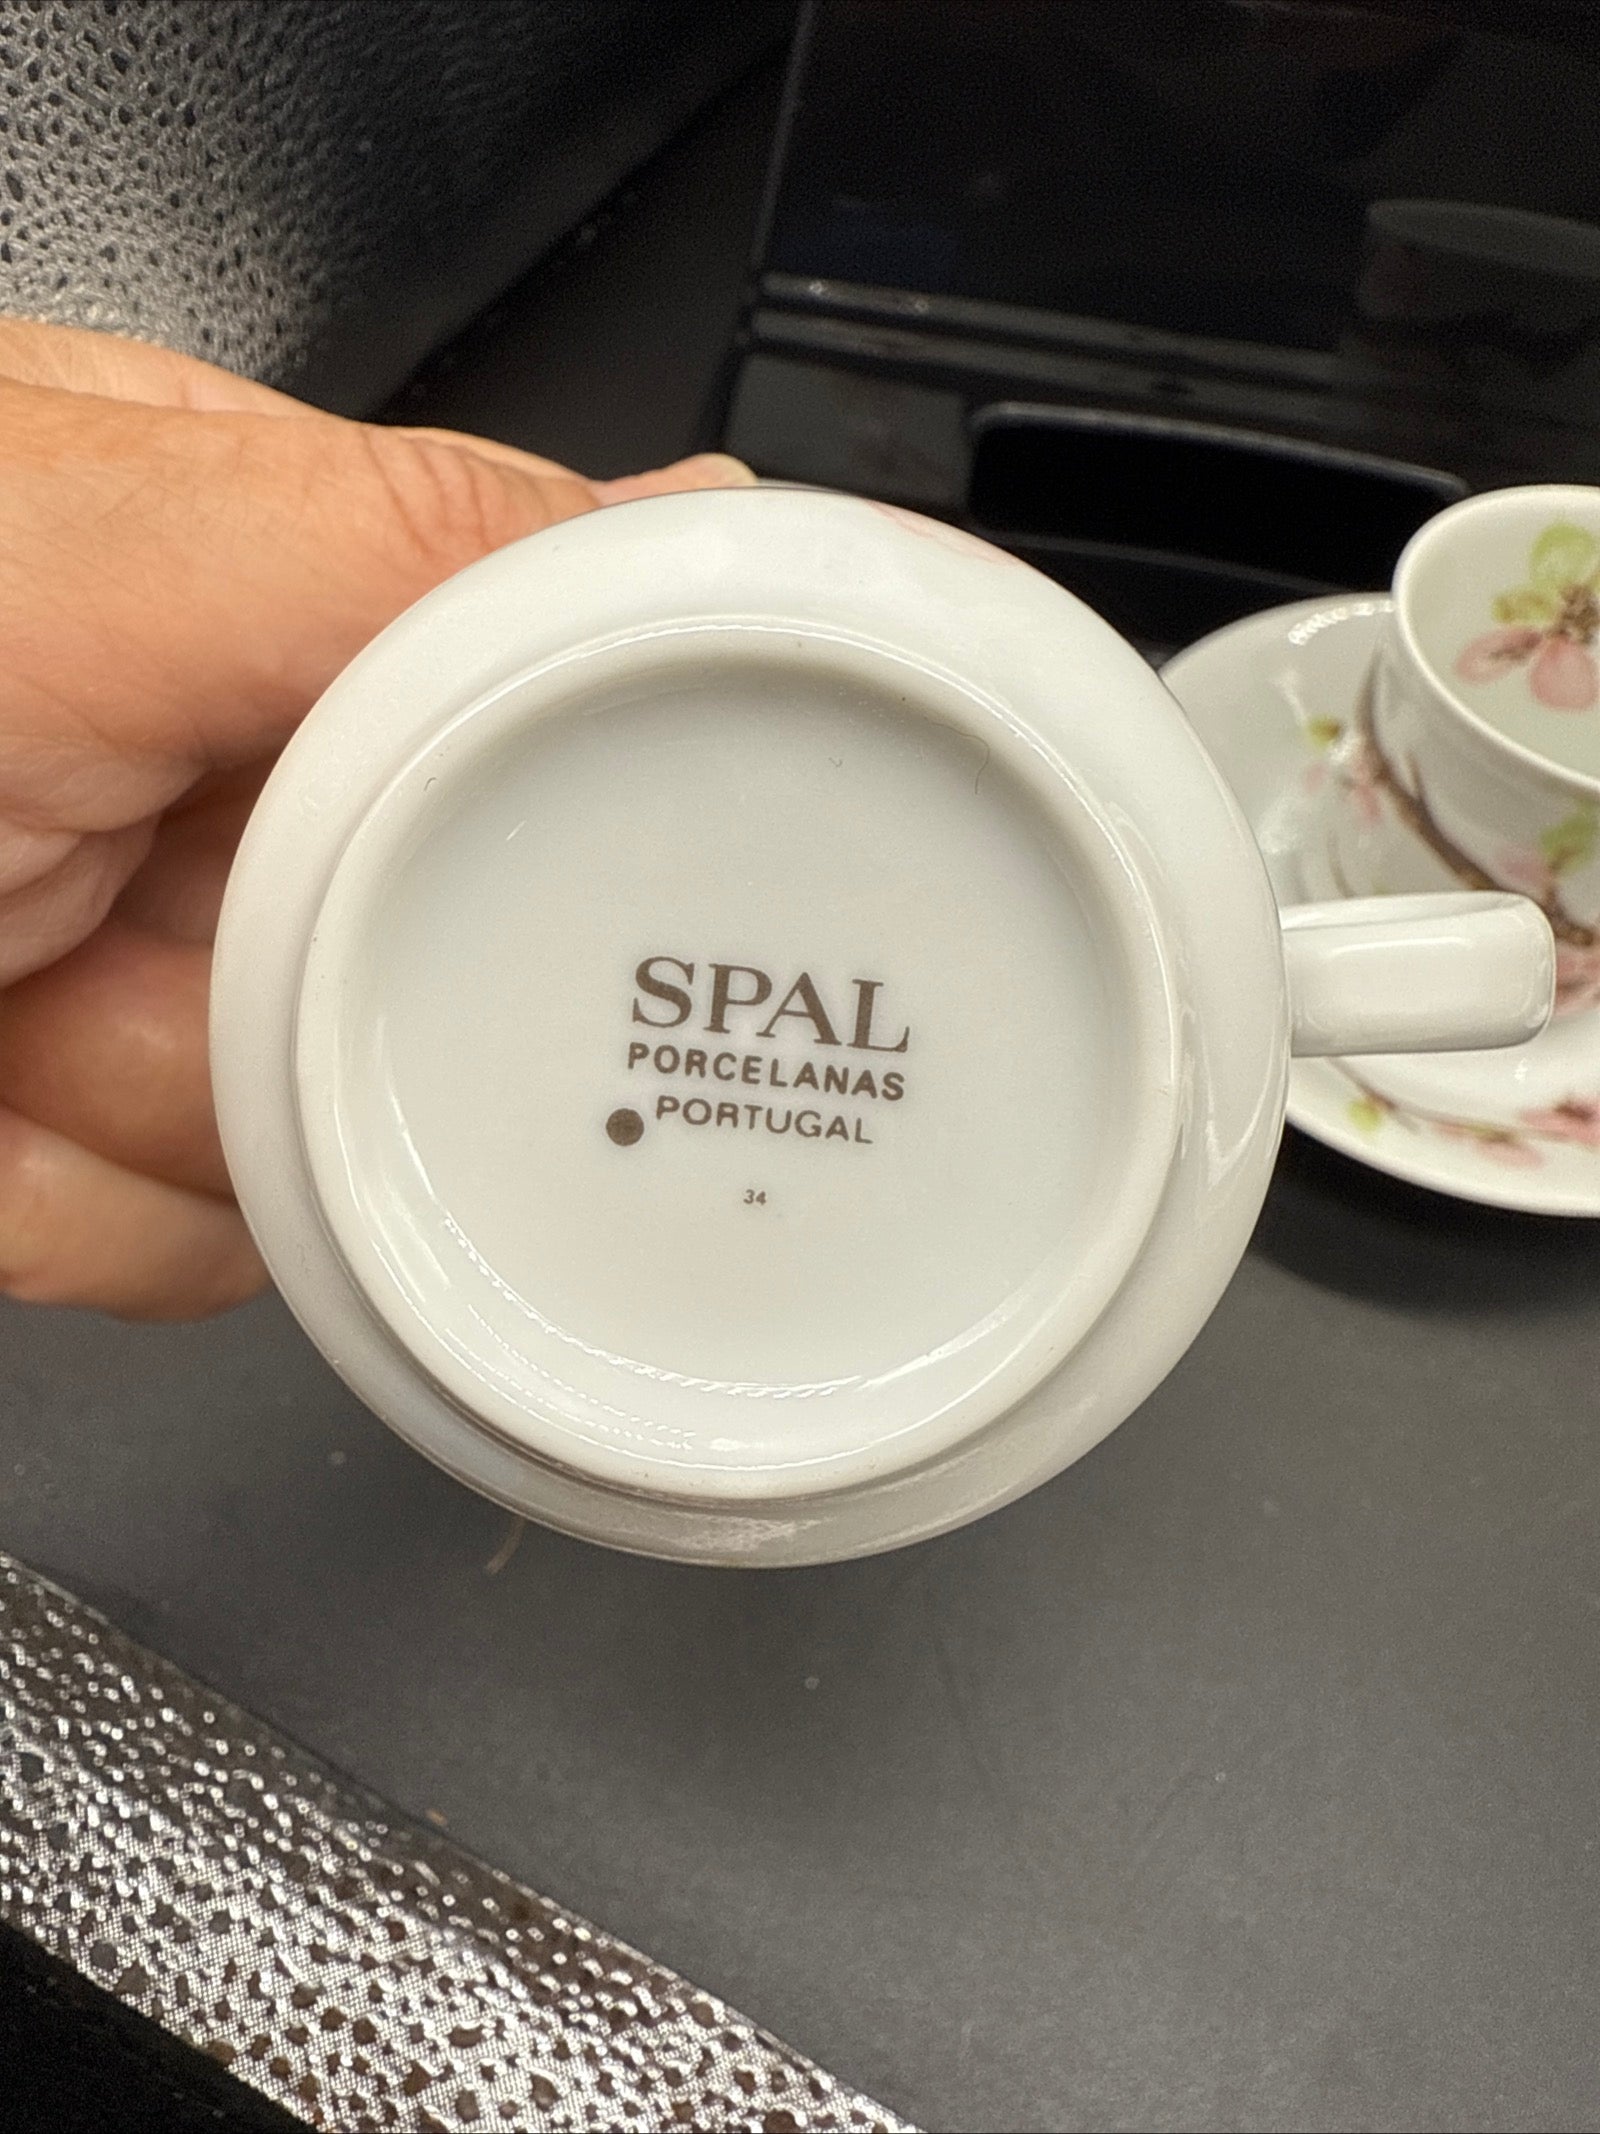 SPAL
PORCELANAS
PORTUGAL
34